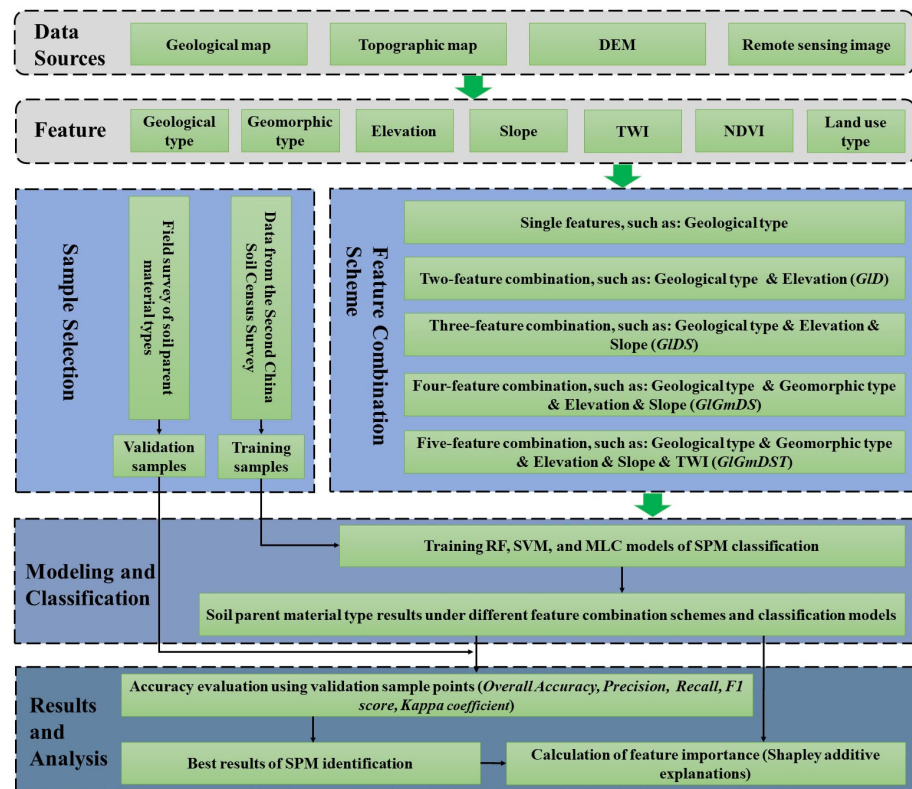 Data
Sources
Geological map
Topographic map
DEM
Remote sensing image
Feature
Geological
type
Geomorphic
type
Elevation
Slope
TWI
NDVI
Land use
type
Sample Selection
Field survey of soil parent
material types
Data from the Second China
Soil Census Survey
Validation
samples
Training
samples
Feature Combination
Scheme
Single features, such as: Geological type
Two-feature combination, such as: Geological type & Elevation (GlD)
Three-feature combination, such as: Geological type & Elevation &
Slope (GlDS)
Four-feature combination, such as: Geological type & Geomorphic type
& Elevation & Slope (GlGmDS)
Five-feature combination, such as: Geological type & Geomorphic type
& Elevation & Slope & TWI (GlGmDST)
Modeling and
Classification
Training RF, SVM, and MLC models of SPM classification
Soil parent material type results under different feature combination schemes and classification models
Results
and
Analysis
Accuracy evaluation using validation sample points (Overall Accuracy, Precision, Recall, F1
score, Kappa coefficient)
Best results of SPM identification
Calculation of feature importance (Shapley additive
explanations)